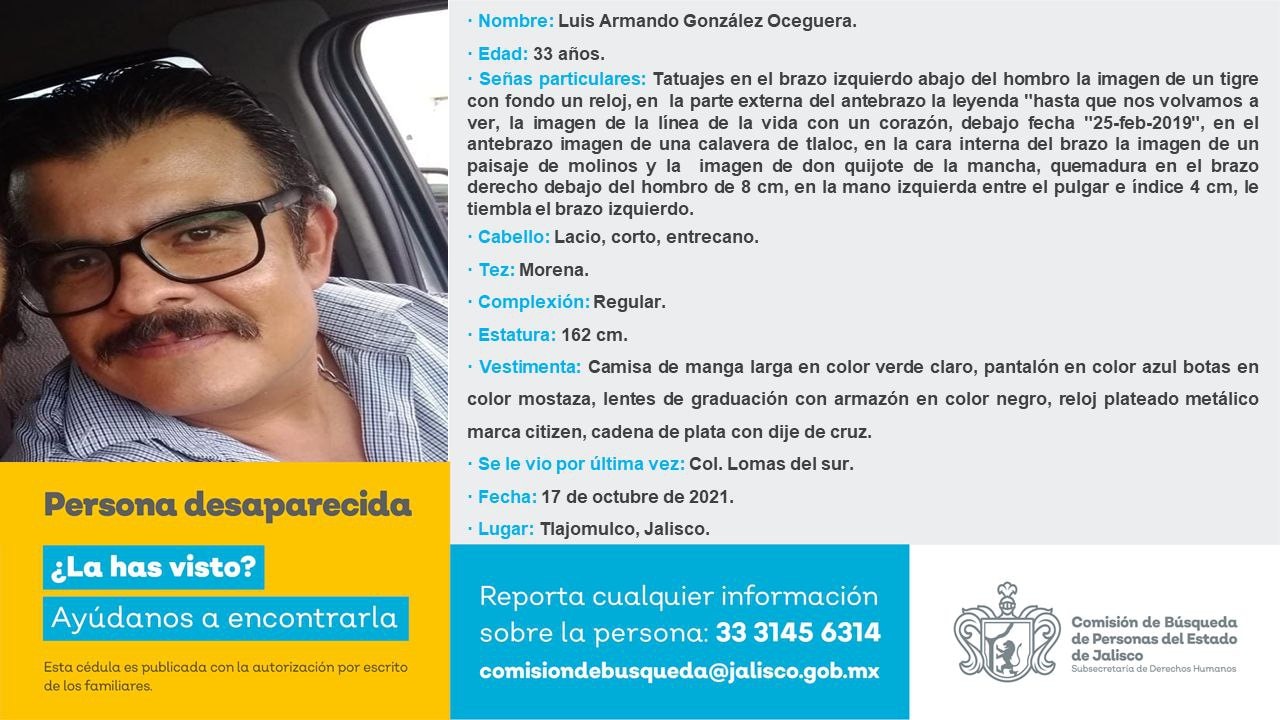 · Nombre: Luis Armando González Oceguera.
· Edad: 33 años.
· Señas particulares: Tatuajes en el brazo izquierdo abajo del hombro la imagen de un tigre
con fondo un reloj, en la parte externa del antebrazo la leyenda "hasta que nos volvamos a
ver, la imagen de la línea de la vida con un corazón, debajo fecha "25-feb-2019", en el
antebrazo imagen de una calavera de tlaloc, en la cara interna del brazo la imagen de un
paisaje de molinos y la imagen de don quijote de la mancha, quemadura en el brazo
derecho debajo del hombro de 8 cm, en la mano izquierda entre el pulgar e índice 4 cm, le
tiembla el brazo izquierdo.
· Cabello: Lacio, corto, entrecano.
· Tez: Morena.
· Complexión: Regular.
· Estatura: 162 cm.
· Vestimenta: Camisa de manga larga en color verde claro, pantalón en color azul botas en
color mostaza, lentes de graduación con armazón en color negro, reloj plateado metálico
marca citizen, cadena de plata con dije de cruz.
· Se le vio por última vez: Col. Lomas del sur.
· Fecha: 17 de octubre de 2021.
· Lugar: Tlajomulco, Jalisco.
Persona desaparecida
¿La has visto?
Ayúdanos a encontrarla
Esta cédula es publicada con la autorización por escrito
de los familiares.
Reporta cualquier información
sobre la persona: 33 3145 6314
comisiondebusqueda@jalisco.gob.mx
Comisión de Búsqueda
de Personas del Estado
de Jalisco
Subsecretaría de Derechos Humanos